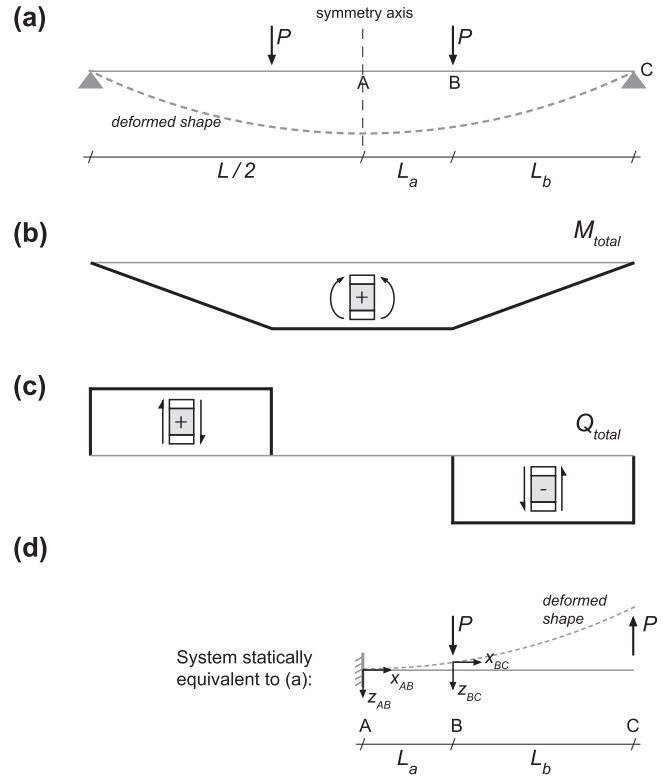 (a)
symmetry axis
P
P
A
B
C
deformed shape
L / 2
L_a
L_b
(b)
M_total
+
(c)
+
Q_total
-
(d)
deformed
shape
P
P
System statically
equivalent to (a):
x_AB
x_BC
z_AB
z_BC
A
B
C
L_a
L_b